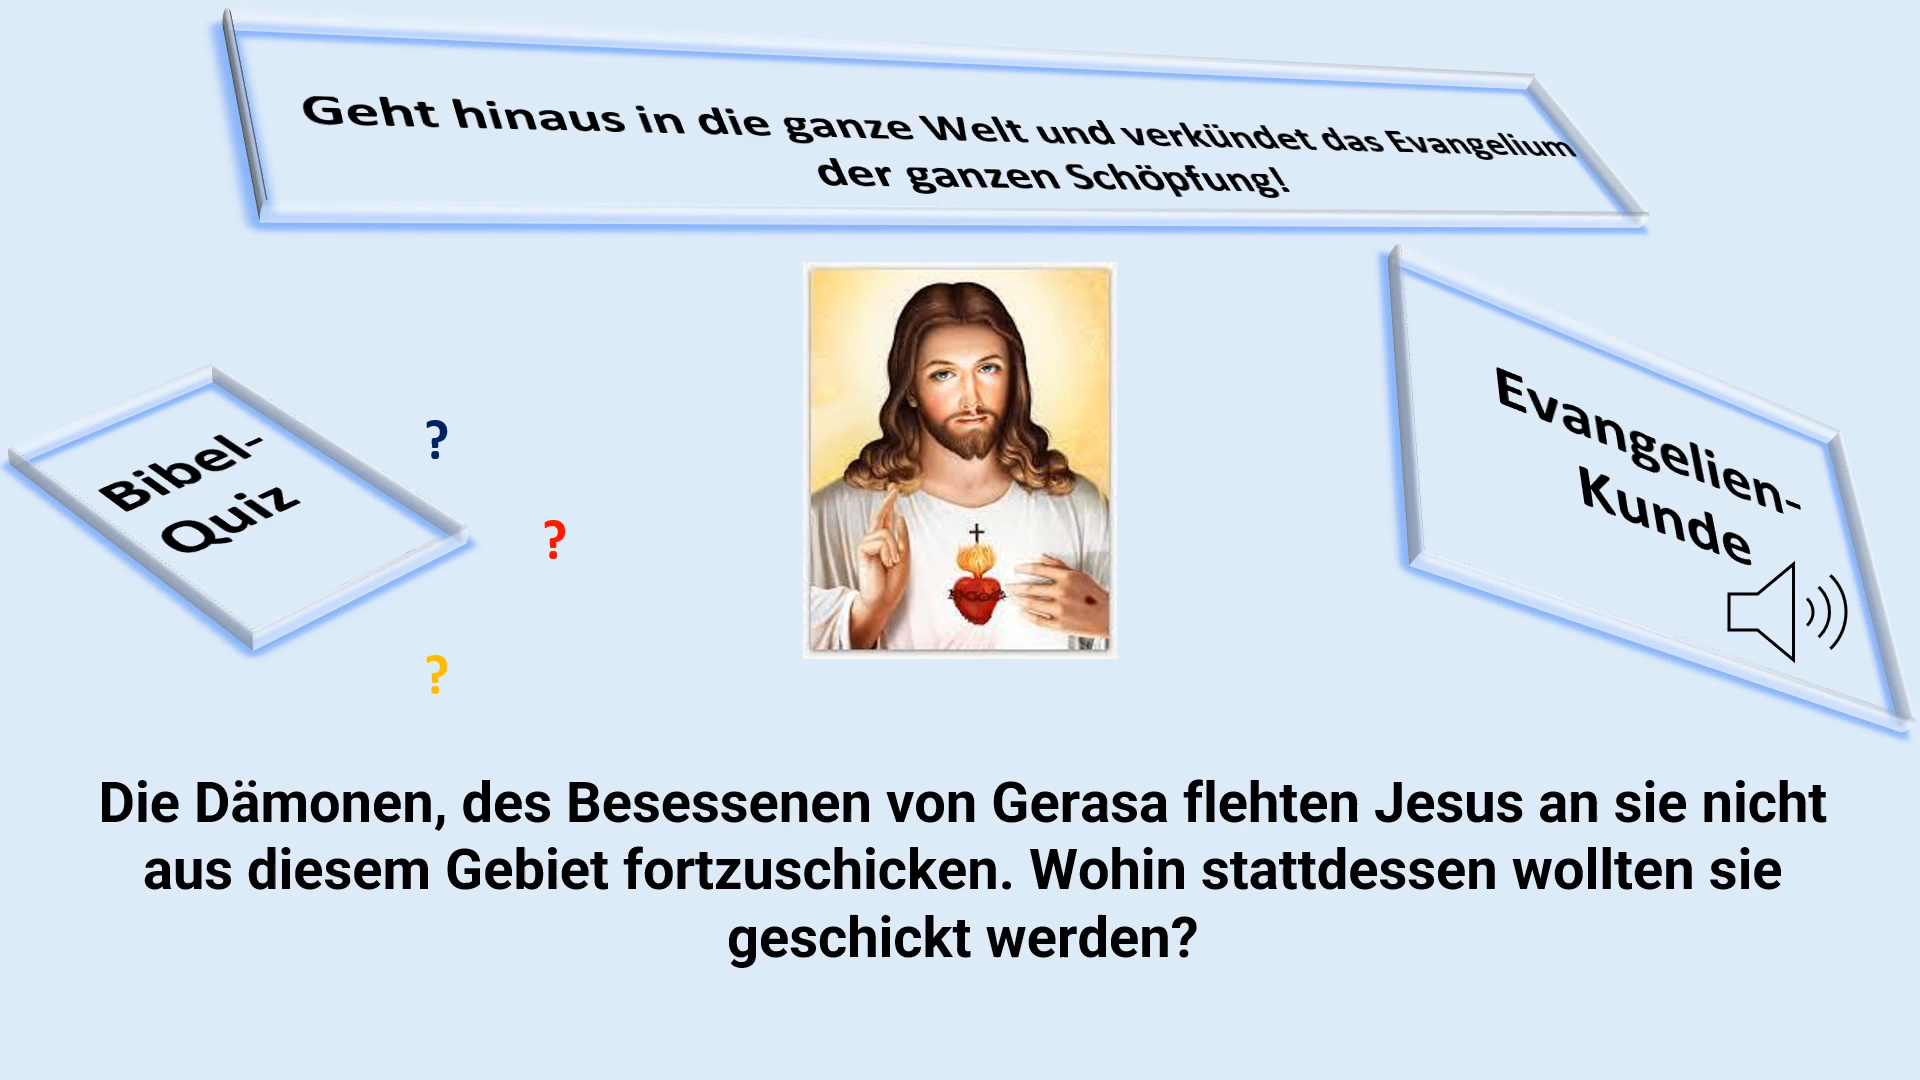 Geht hinaus in die ganze Welt und verkündet das Evangelium
der ganzen Schöpfung!
Bibel-
Quiz
?
?
?
Evangelien-
Kunde
Die Dämonen, des Besessenen von Gerasa flehten Jesus an sie nicht
aus diesem Gebiet fortzuschicken. Wohin stattdessen wollten sie
geschickt werden?